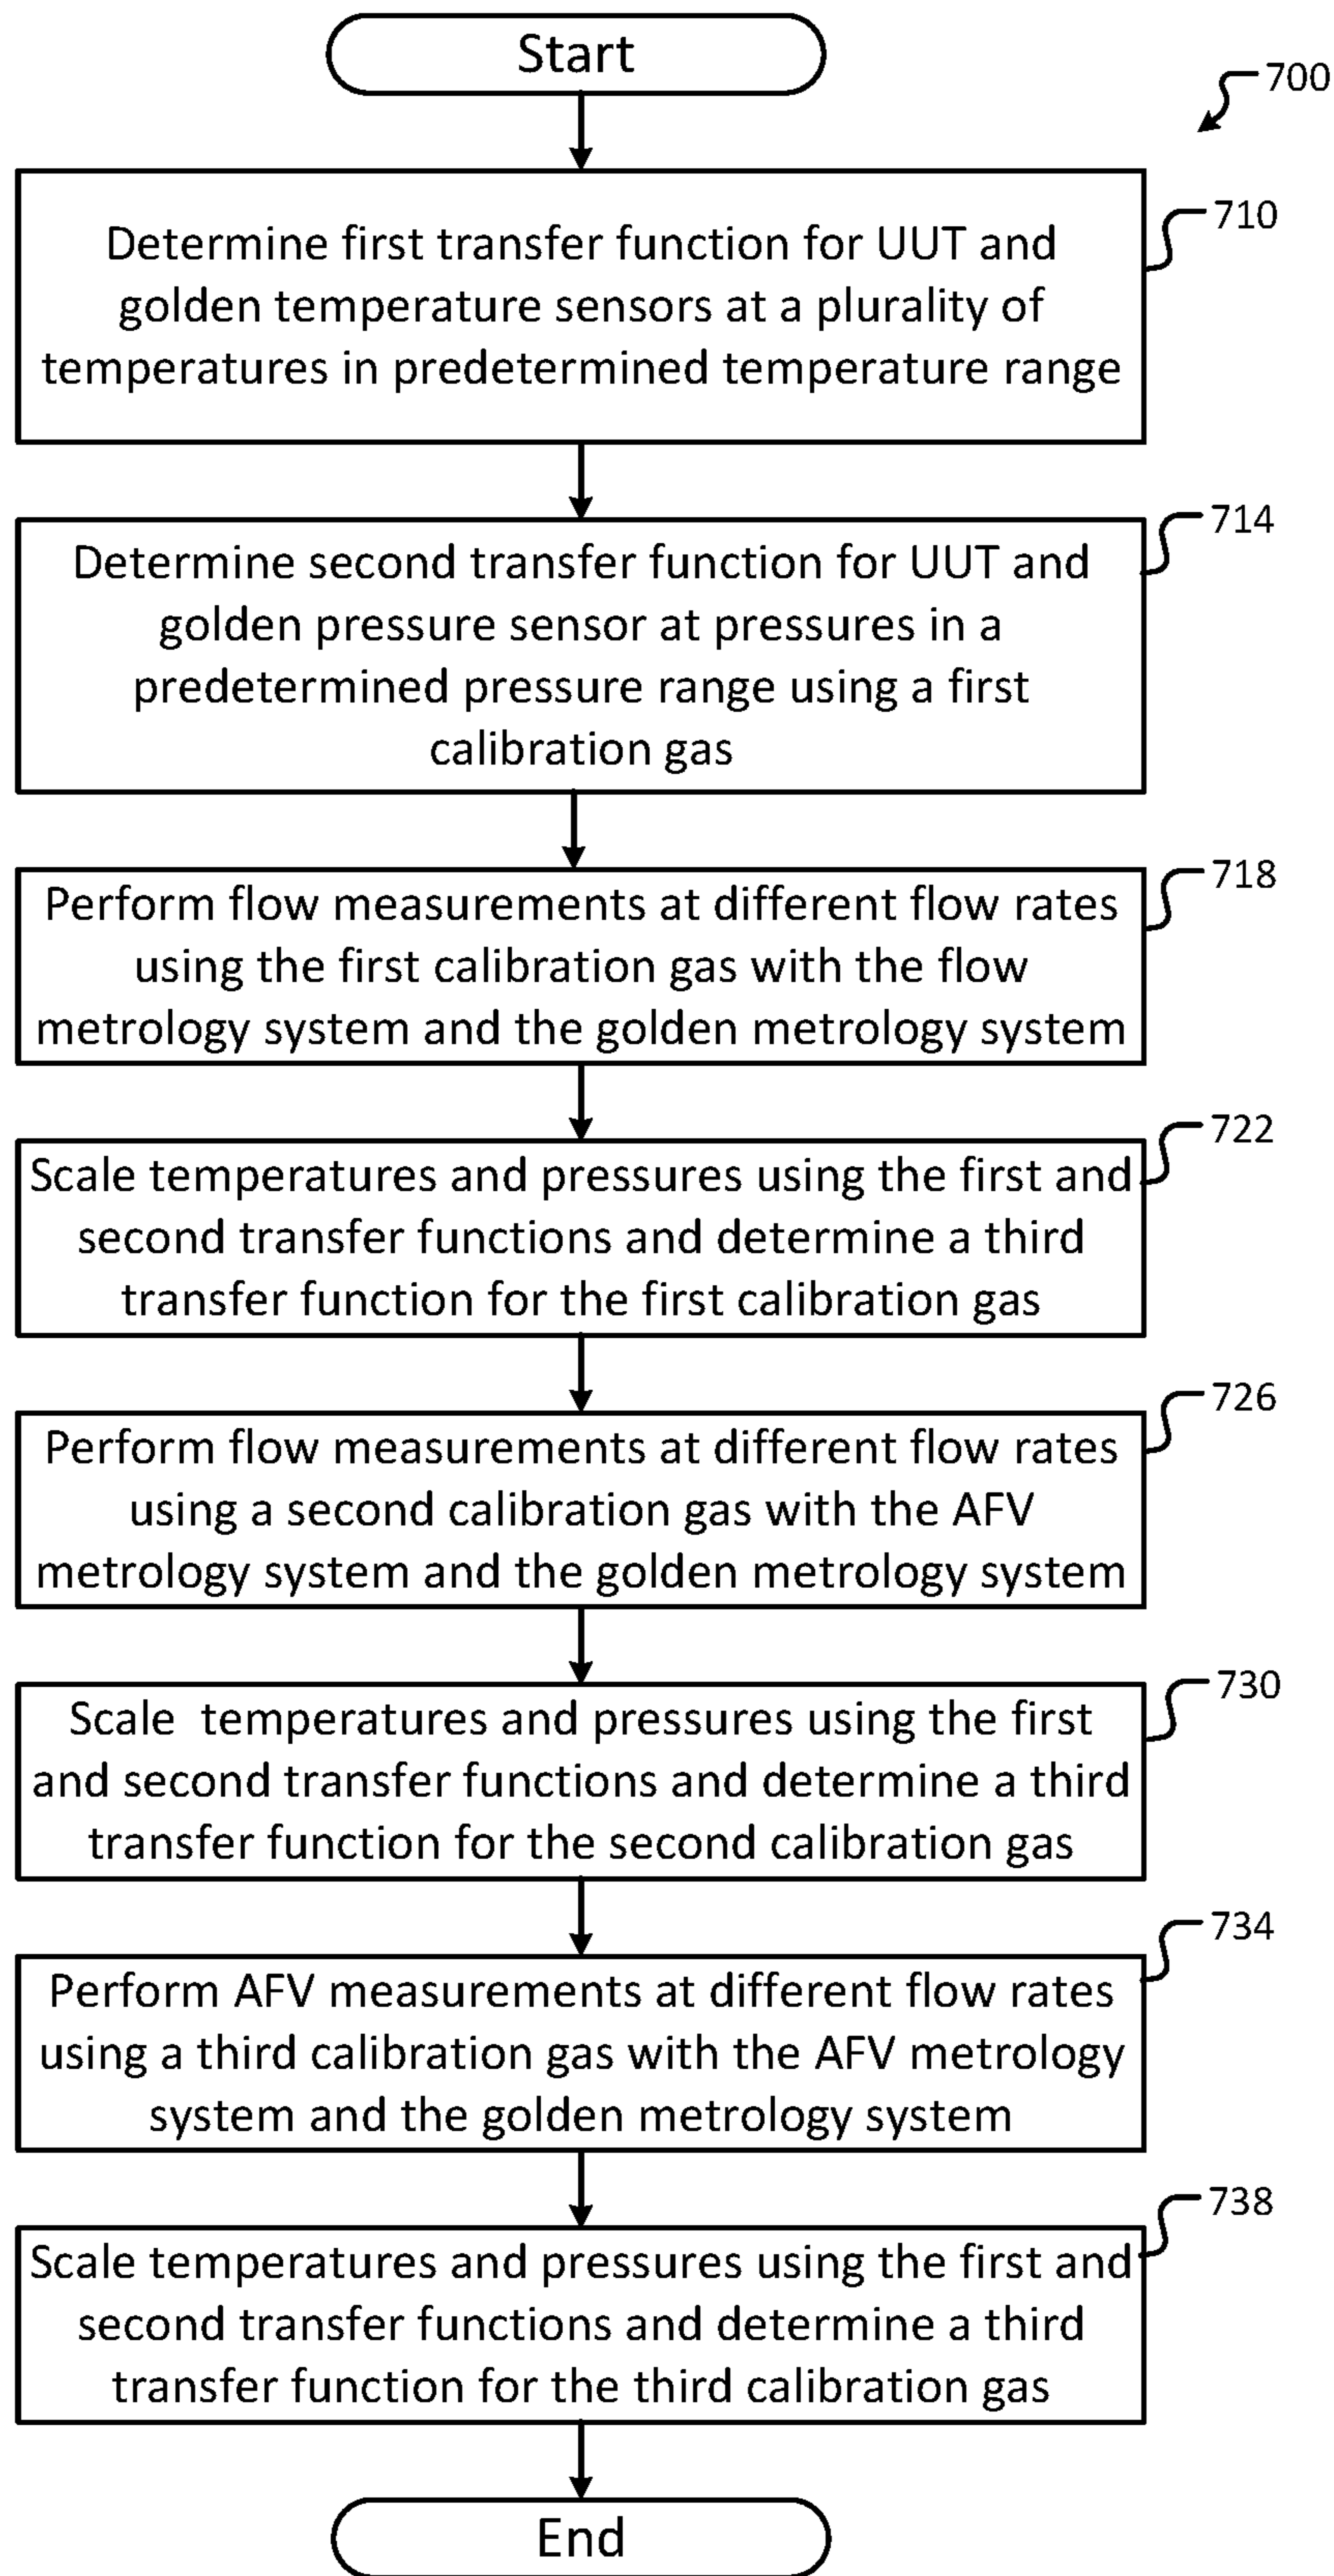 Start
700
Determine first transfer function for UUT and
golden temperature sensors at a plurality of
temperatures in predetermined temperature range
710
Determine second transfer function for UUT and
golden pressure sensor at pressures in a
predetermined pressure range using a first
calibration gas
714
Perform flow measurements at different flow rates
using the first calibration gas with the flow
metrology system and the golden metrology system
718
Scale temperatures and pressures using the first and
second transfer functions and determine a third
transfer function for the first calibration gas
722
Perform flow measurements at different flow rates
using a second calibration gas with the AFV
metrology system and the golden metrology system
726
Scale temperatures and pressures using the first
and second transfer functions and determine a third
transfer function for the second calibration gas
730
Perform AFV measurements at different flow rates
using a third calibration gas with the AFV metrology
system and the golden metrology system
734
Scale temperatures and pressures using the first and
second transfer functions and determine a third
transfer function for the third calibration gas
738
End